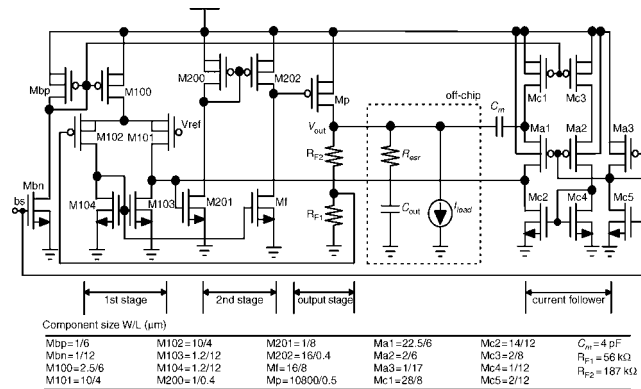 Mbp
M100
M200
M202
Mp
off-chip
Cm
Mc1
Mc3
M102
M101
Vref
Vout
Ma1
Ma2
Ma3
RF2
Resr
Mbn
bs
M104
M103
M201
Mf
RF1
Cout
Iload
Mc2
Mc4
Mc5
1st stage
2nd stage
output stage
current follower
Component size W/L (μm)
Mbp=1/6 M102=10/4 M201=1/8 Ma1=22.5/6 Mc2=14/12 Cm=4 pF
Mbn=1/12 M103=1.2/12 M202=16/0.4 Ma2=2/6 Mc3=2/8 RF1=56 kΩ
M100=2.5/6 M104=1.2/12 Mf=16/8 Ma3=1/17 Mc4=1/12 RF2=187 kΩ
M101=10/4 M200=1/0.4 Mp=10800/0.5 Mc1=28/8 Mc5=2/12